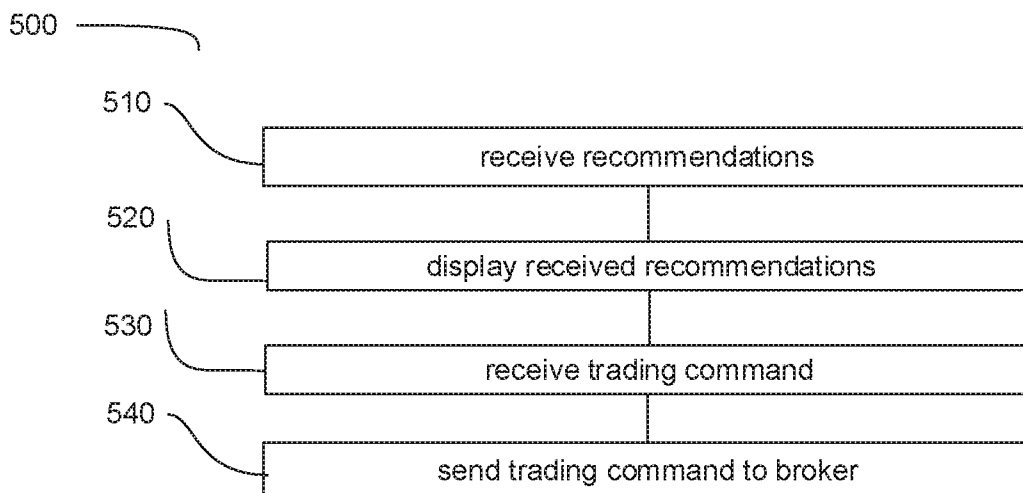 500
510
receive recommendations
520
display received recommendations
530
receive trading command
540
send trading command to broker